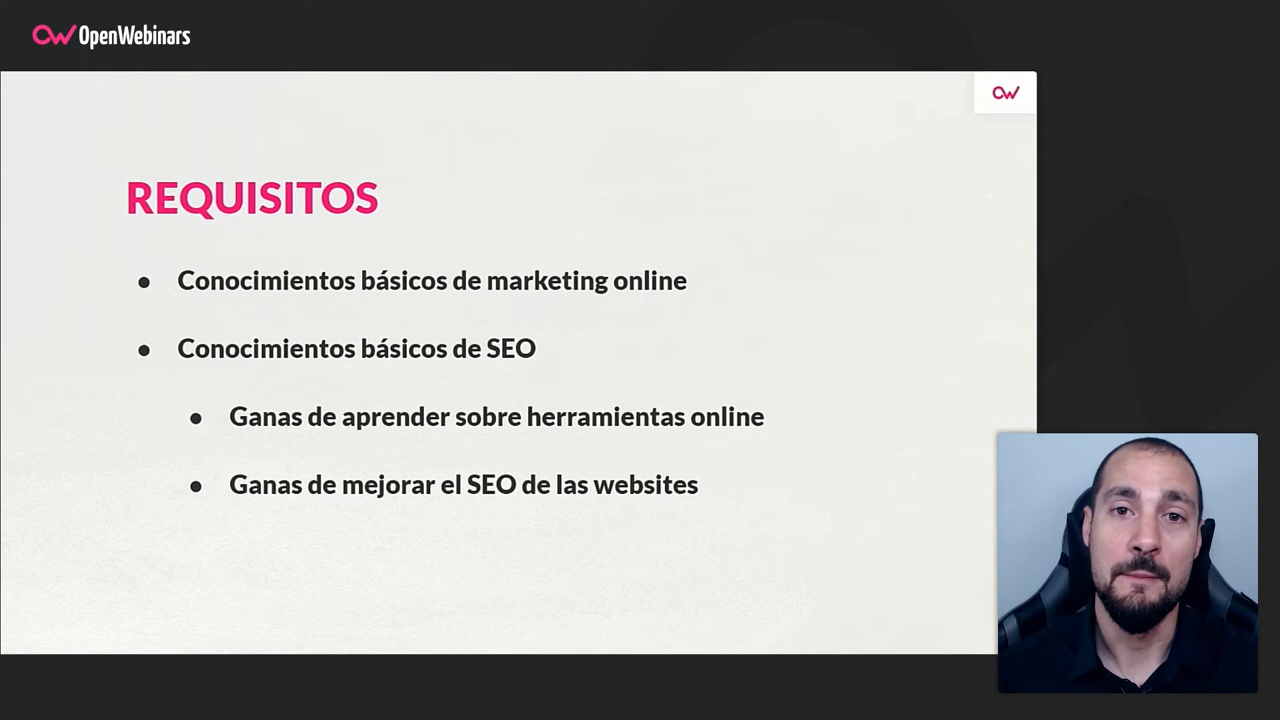 OpenWebinars
REQUISITOS
● Conocimientos básicos de marketing online
● Conocimientos básicos de SEO
● Ganas de aprender sobre herramientas online
● Ganas de mejorar el SEO de las websites